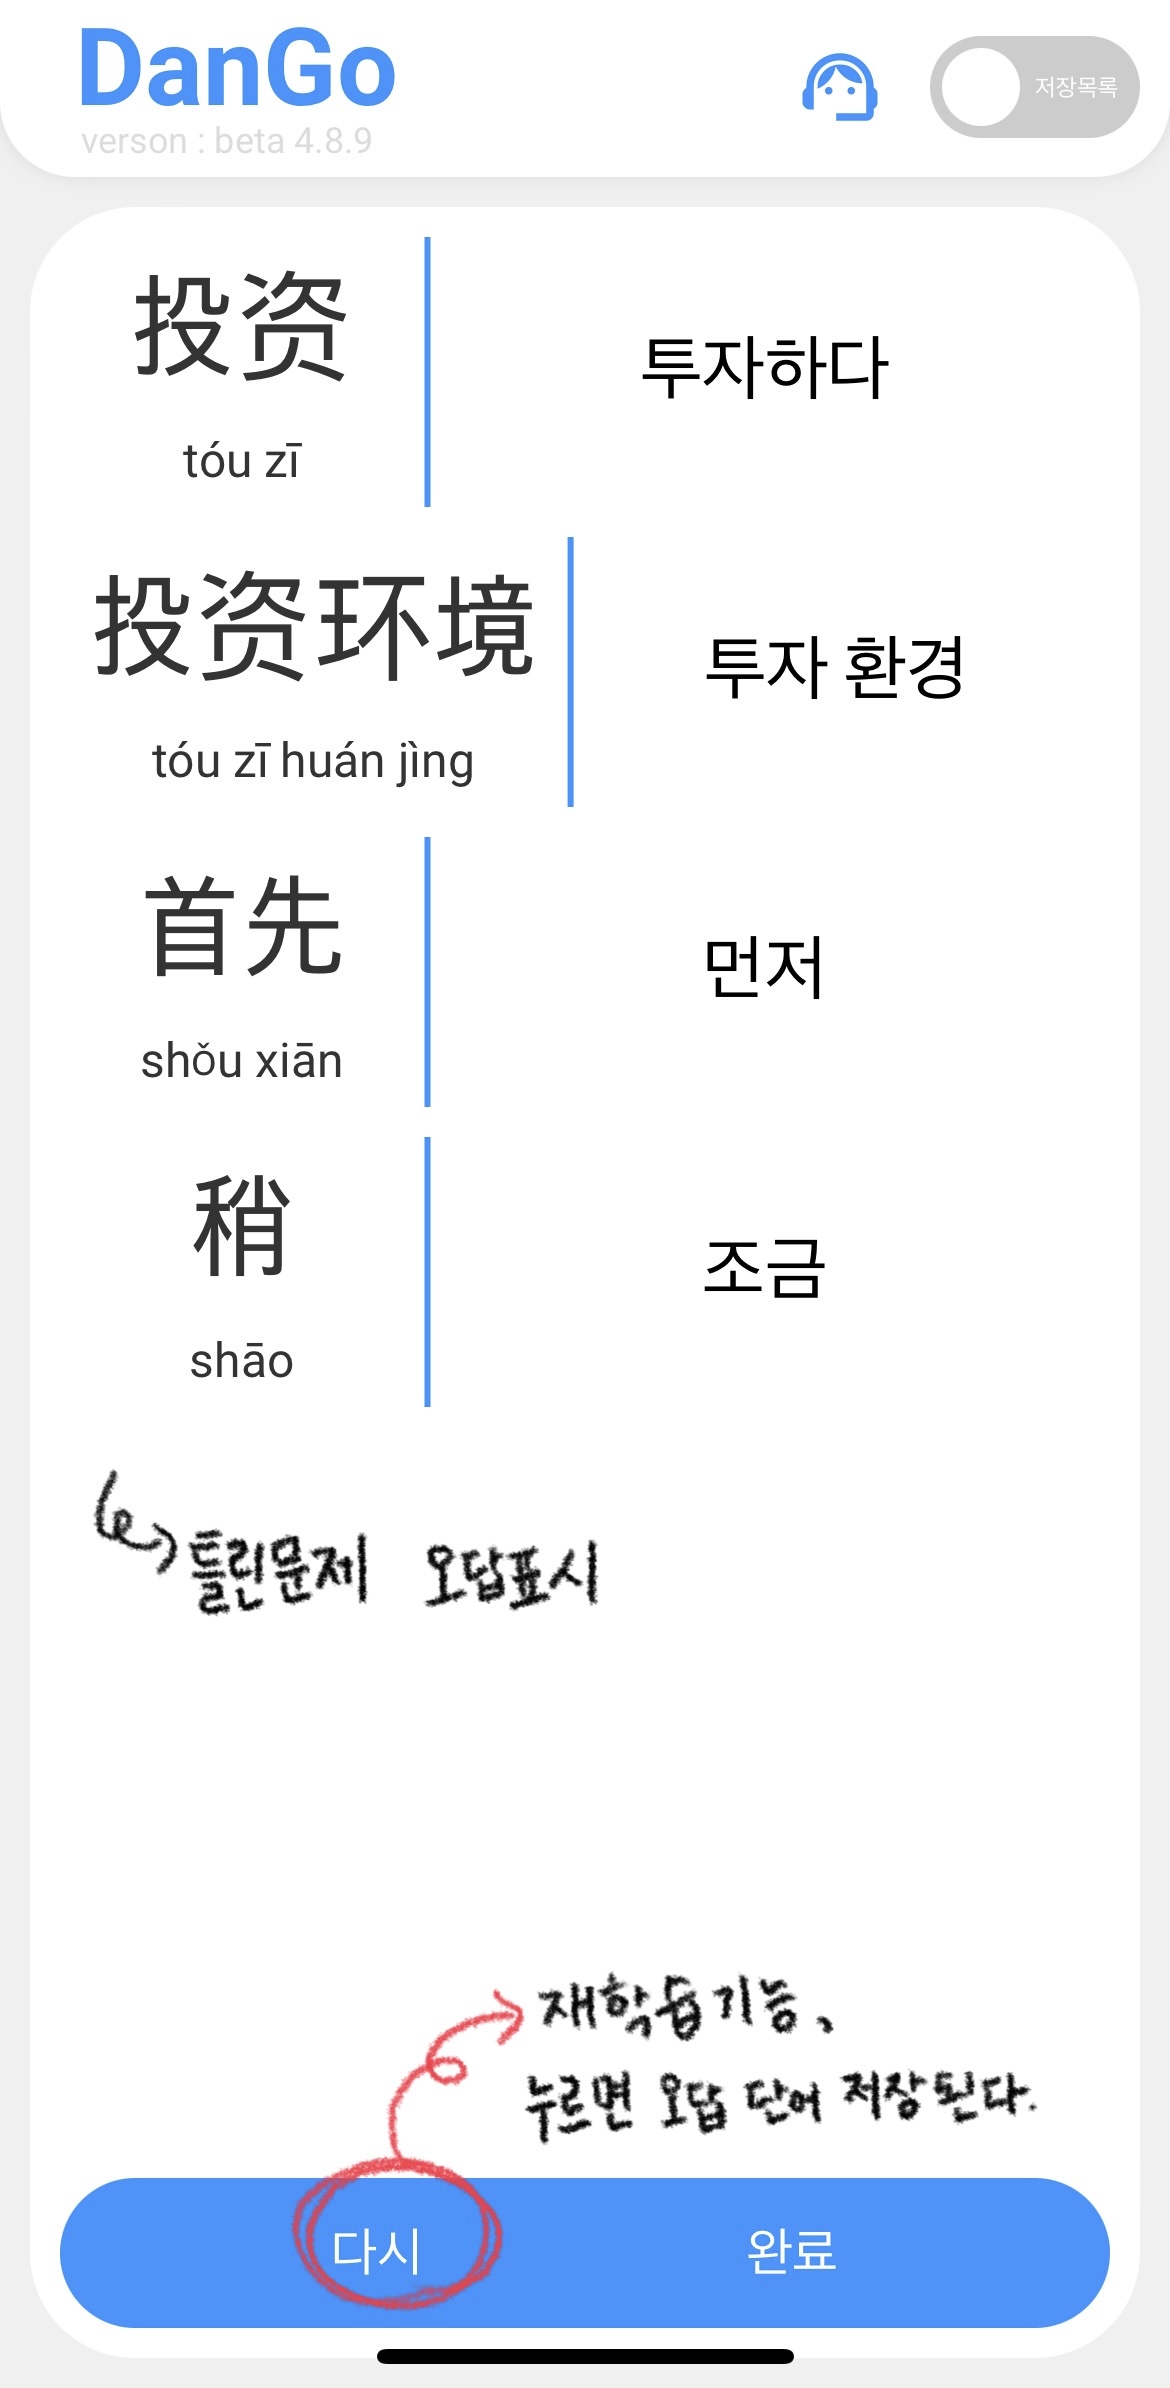 DanGo
verson : beta 4.8.9
저장목록
投资
tóu zī
투자하다
投资环境
tóu zī huán jìng
투자 환경
首先
shǒu xiān
먼저
稍
shāo
조금
틀린문제 오답표시
재학습기능、
누르면 오답 단어 저장된다.
다시
완료